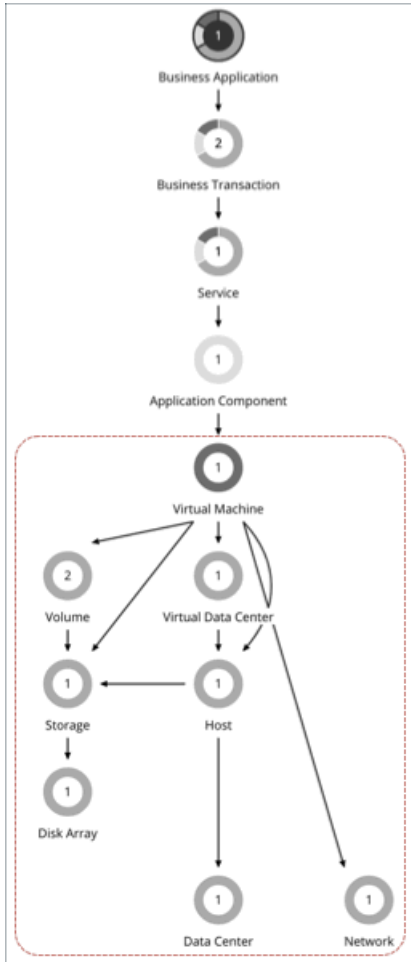 1
Business Application
2
Business Transaction
1
Service
1
Application Component
1
Virtual Machine
2
1
Volume
Virtual Data Center
1
1
Storage
Host
1
Disk Array
1
1
Data Center
Network